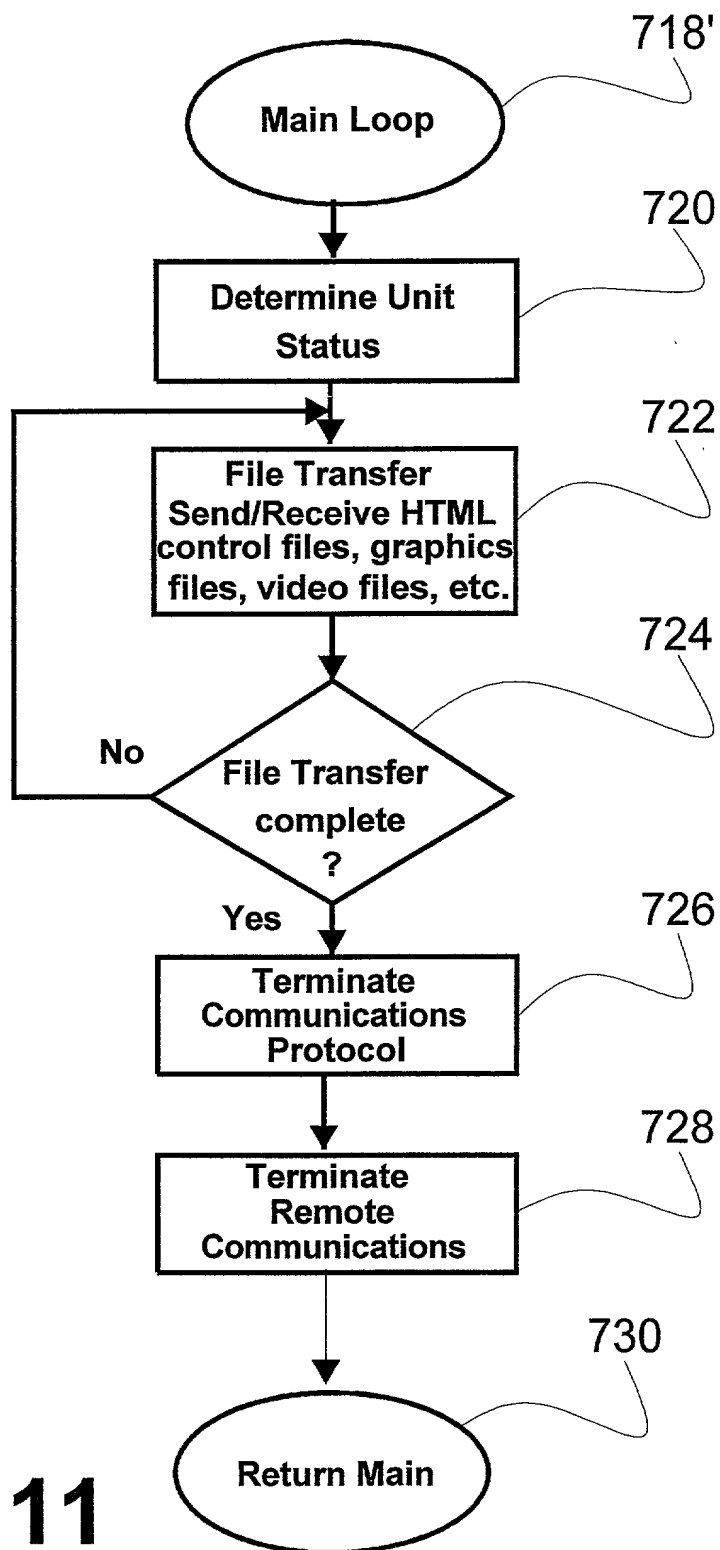 718'
Main Loop
720
Determine Unit
Status
722
File Transfer
Send/Receive HTML
control files, graphics
files, video files, etc.
724
No
File Transfer
complete
?
Yes
726
Terminate
Communications
Protocol
728
Terminate
Remote
Communications
730
Return Main
11